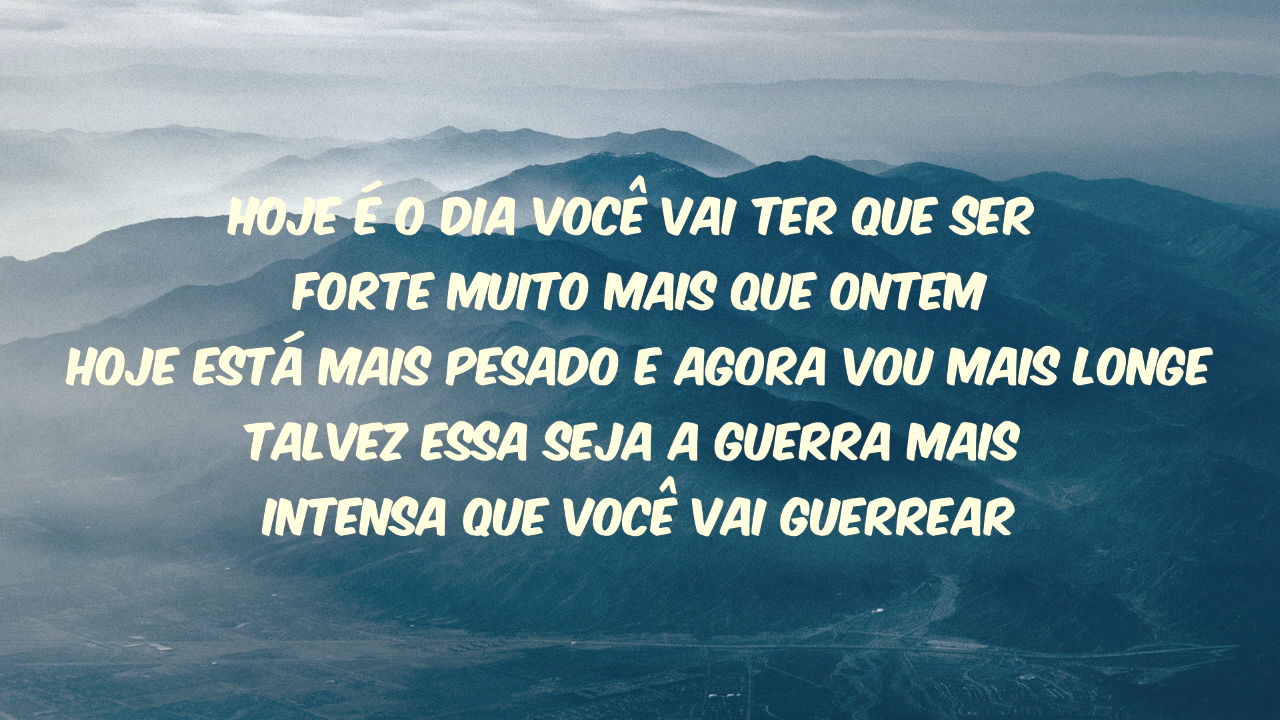 HOJE É O DIA VOCÊ VAI TER QUE SER
FORTE MUITO MAIS QUE ONTEM
HOJE ESTÁ MAIS PESADO E AGORA VOU MAIS LONGE
TALVEZ ESSA SEJA A GUERRA MAIS
INTENSA QUE VOCÊ VAI GUERREAR